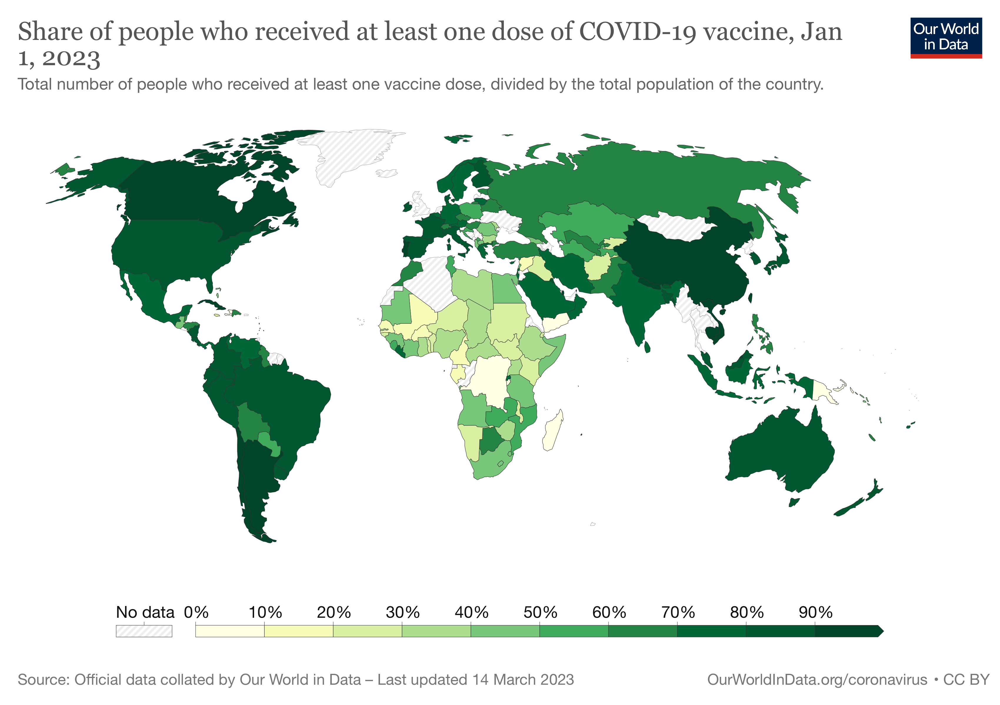 Share of people who received at least one dose of COVID-19 vaccine, Jan
1, 2023
Our World
in Data
Total number of people who received at least one vaccine dose, divided by the total population of the country.
No data 0% 10% 20% 30% 40% 50% 60% 70% 80% 90%
Source: Official data collated by Our World in Data – Last updated 14 March 2023
OurWorldInData.org/coronavirus • CC BY